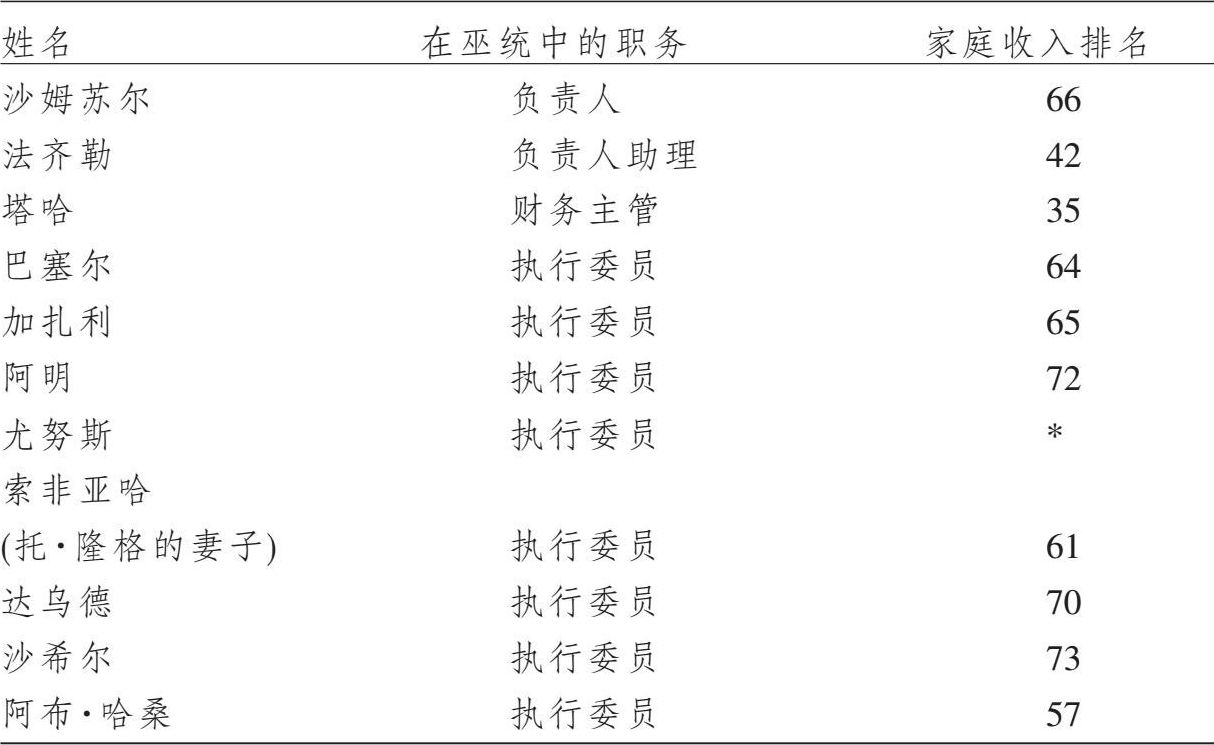 姓名 在巫统中的职务 家庭收入排名
沙姆苏尔 负责人 66
法齐勒 负责人助理 42
塔哈 财务主管 35
巴塞尔 执行委员 64
加扎利 执行委员 65
阿明 执行委员 72
尤努斯 执行委员 *
索非亚哈
(托·隆格的妻子) 执行委员 61
达乌德 执行委员 70
沙希尔 执行委员 73
阿布·哈桑 执行委员 57